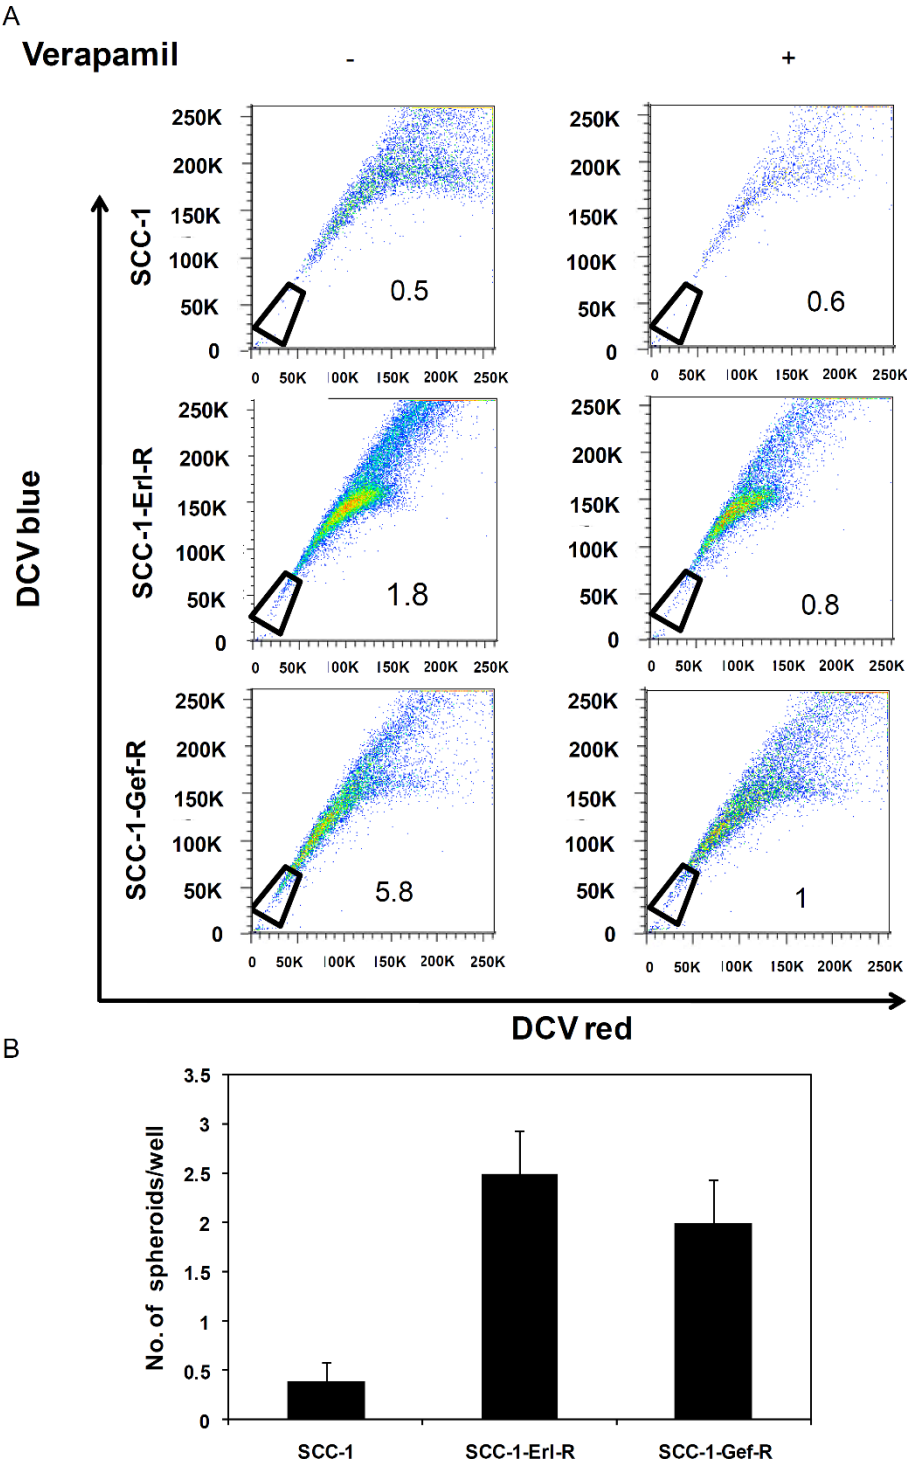 A
Verapamil - +
SCC-1
250K
200K
150K
100K
50K
0
0.5
0 50K 100K 150K 200K 250K
250K
200K
150K
100K
50K
0
0.6
0 50K 100K 150K 200K 250K
DCV blue
SCC-1-Erl-R
250K
200K
150K
100K
50K
0
1.8
0 50K 100K 150K 200K 250K
250K
200K
150K
100K
50K
0
0.8
0 50K 100K 150K 200K 250K
SCC-1-Gef-R
250K
200K
150K
100K
50K
0
5.8
0 50K 100K 150K 200K 250K
250K
200K
150K
100K
50K
0
1
0 50K 100K 150K 200K 250K
DCV red
B
No. of spheroids/well
3.5
3
2.5
2
1.5
1
0.5
0
SCC-1 SCC-1-Erl-R SCC-1-Gef-R